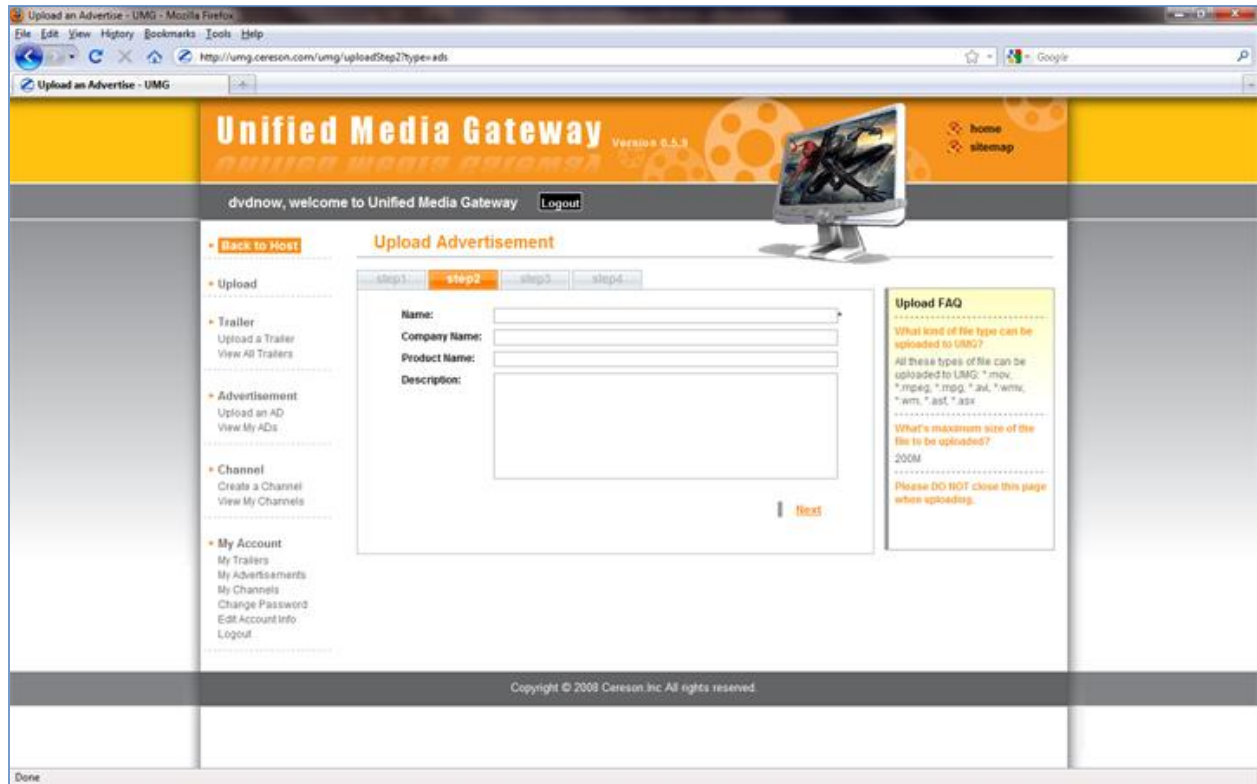 Upload an Advertise - UMG - Mozilla Firefox
File Edit View History Bookmarks Tools Help
http://umg.cereson.com/umg/uploadStep2?type=ads
Google
Upload an Advertise - UMG
Unified Media Gateway Version 0.5.9
home
sitemap
dvdnow, welcome to Unified Media Gateway Logout
Back to Host
Upload
Trailer
Upload a Trailer
View All Trailers
Advertisement
Upload an AD
View My ADs
Channel
Create a Channel
View My Channels
My Account
My Trailers
My Advertisements
My Channels
Change Password
Edit Account Info
Logout
Upload Advertisement
step1 step2 step3 step4
Name: *
Company Name:
Product Name:
Description:
Next
Upload FAQ
What kind of file type can be
uploaded to UMG?
All these types of file can be
uploaded to UMG: *.mov,
*.mpeg, *.mpg, *.avi, *.wmv,
*.wm, *.asf, *.asx
What's maximum size of the
file to be uploaded?
200M
Please DO NOT close this page
when uploading.
Copyright © 2008 Cereson.Inc All rights reserved.
Done